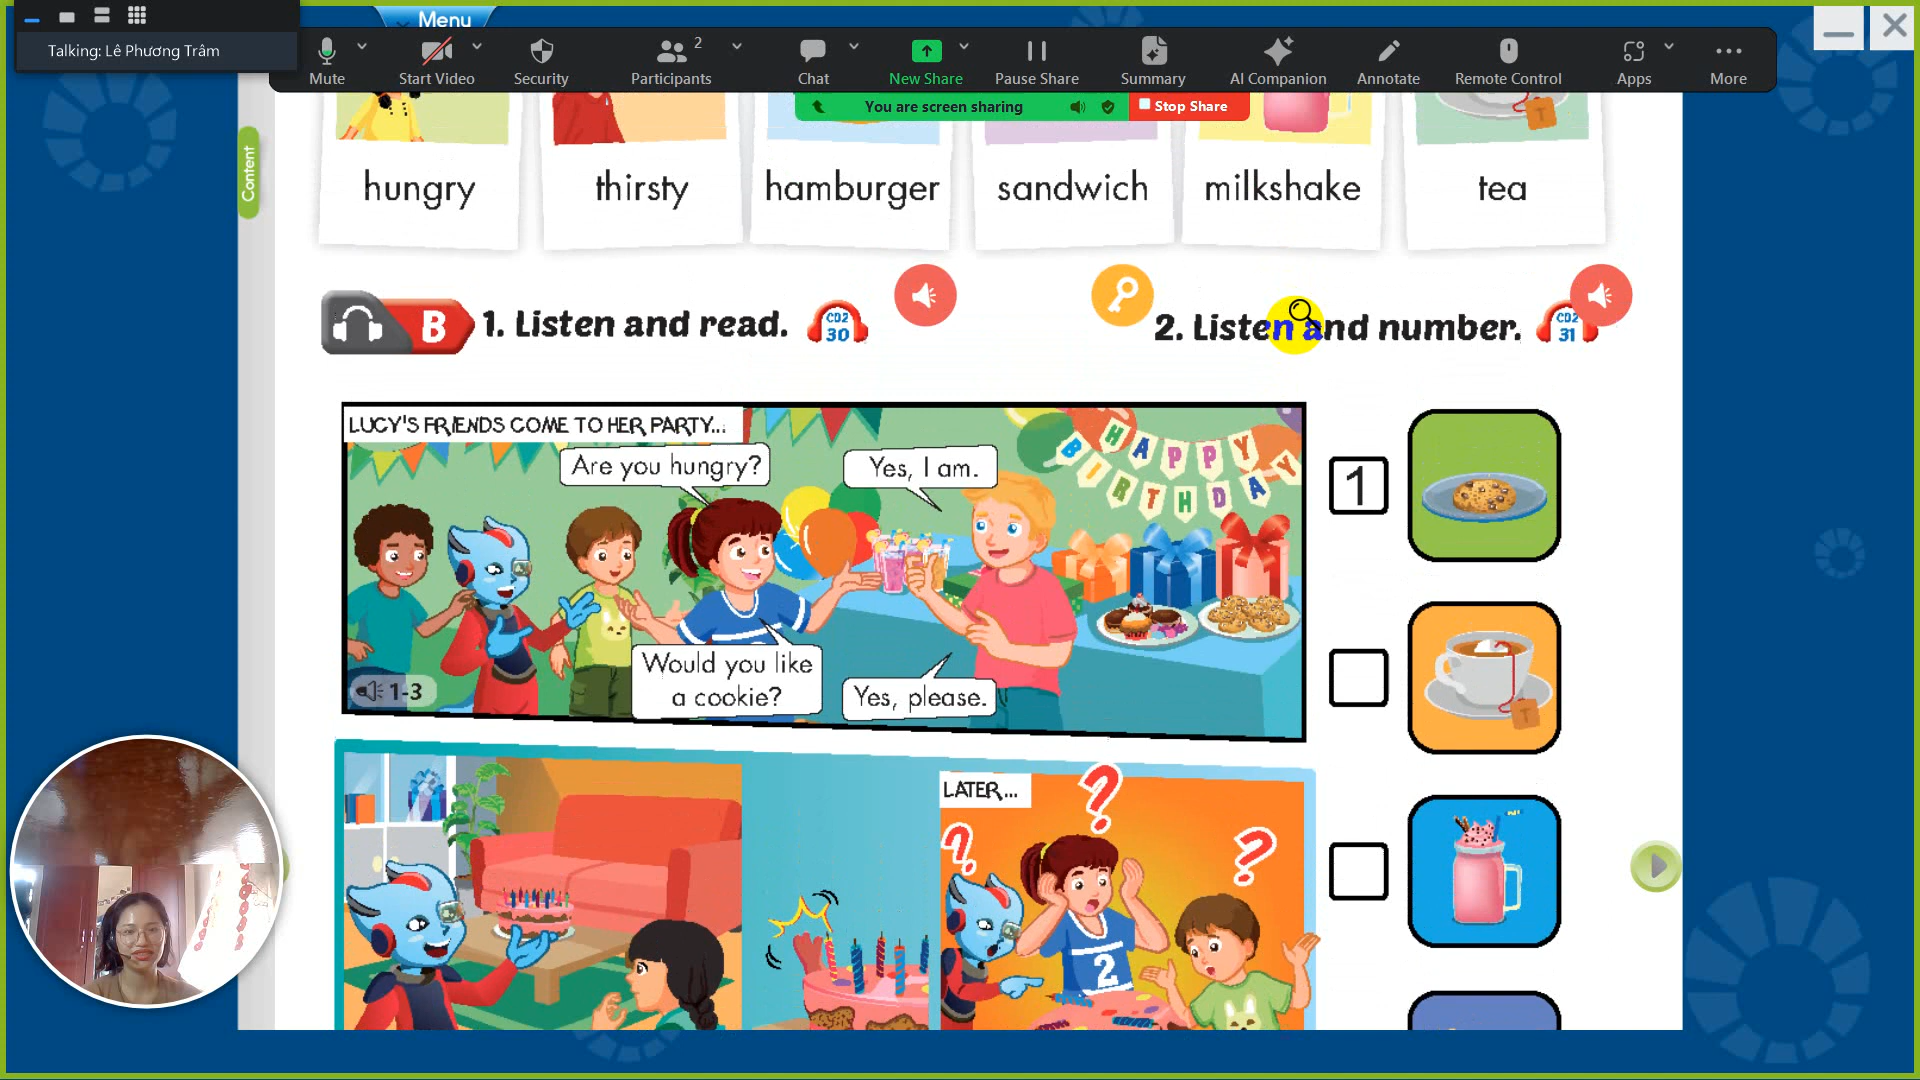 Menu
Talking: Lê Phương Trâm
2
Mute
Start Video
Security
Participants
Chat
New Share
Pause Share
Summary
AI Companion
Annotate
Remote Control
Apps
More
You are screen sharing
Stop Share
Content
T
hungry
thirsty
hamburger
sandwich
milkshake
tea
B
1. Listen and read.
CD2
30
2. Listen and number.
CD2
31
LUCY'S FRIENDS COME TO HER PARTY...
Are you hungry?
Yes, I am.
HAPPY
BIRTHDAY
1
Would you like
a cookie?
Yes, please.
1-3
T
LATER...
?
?
?
2